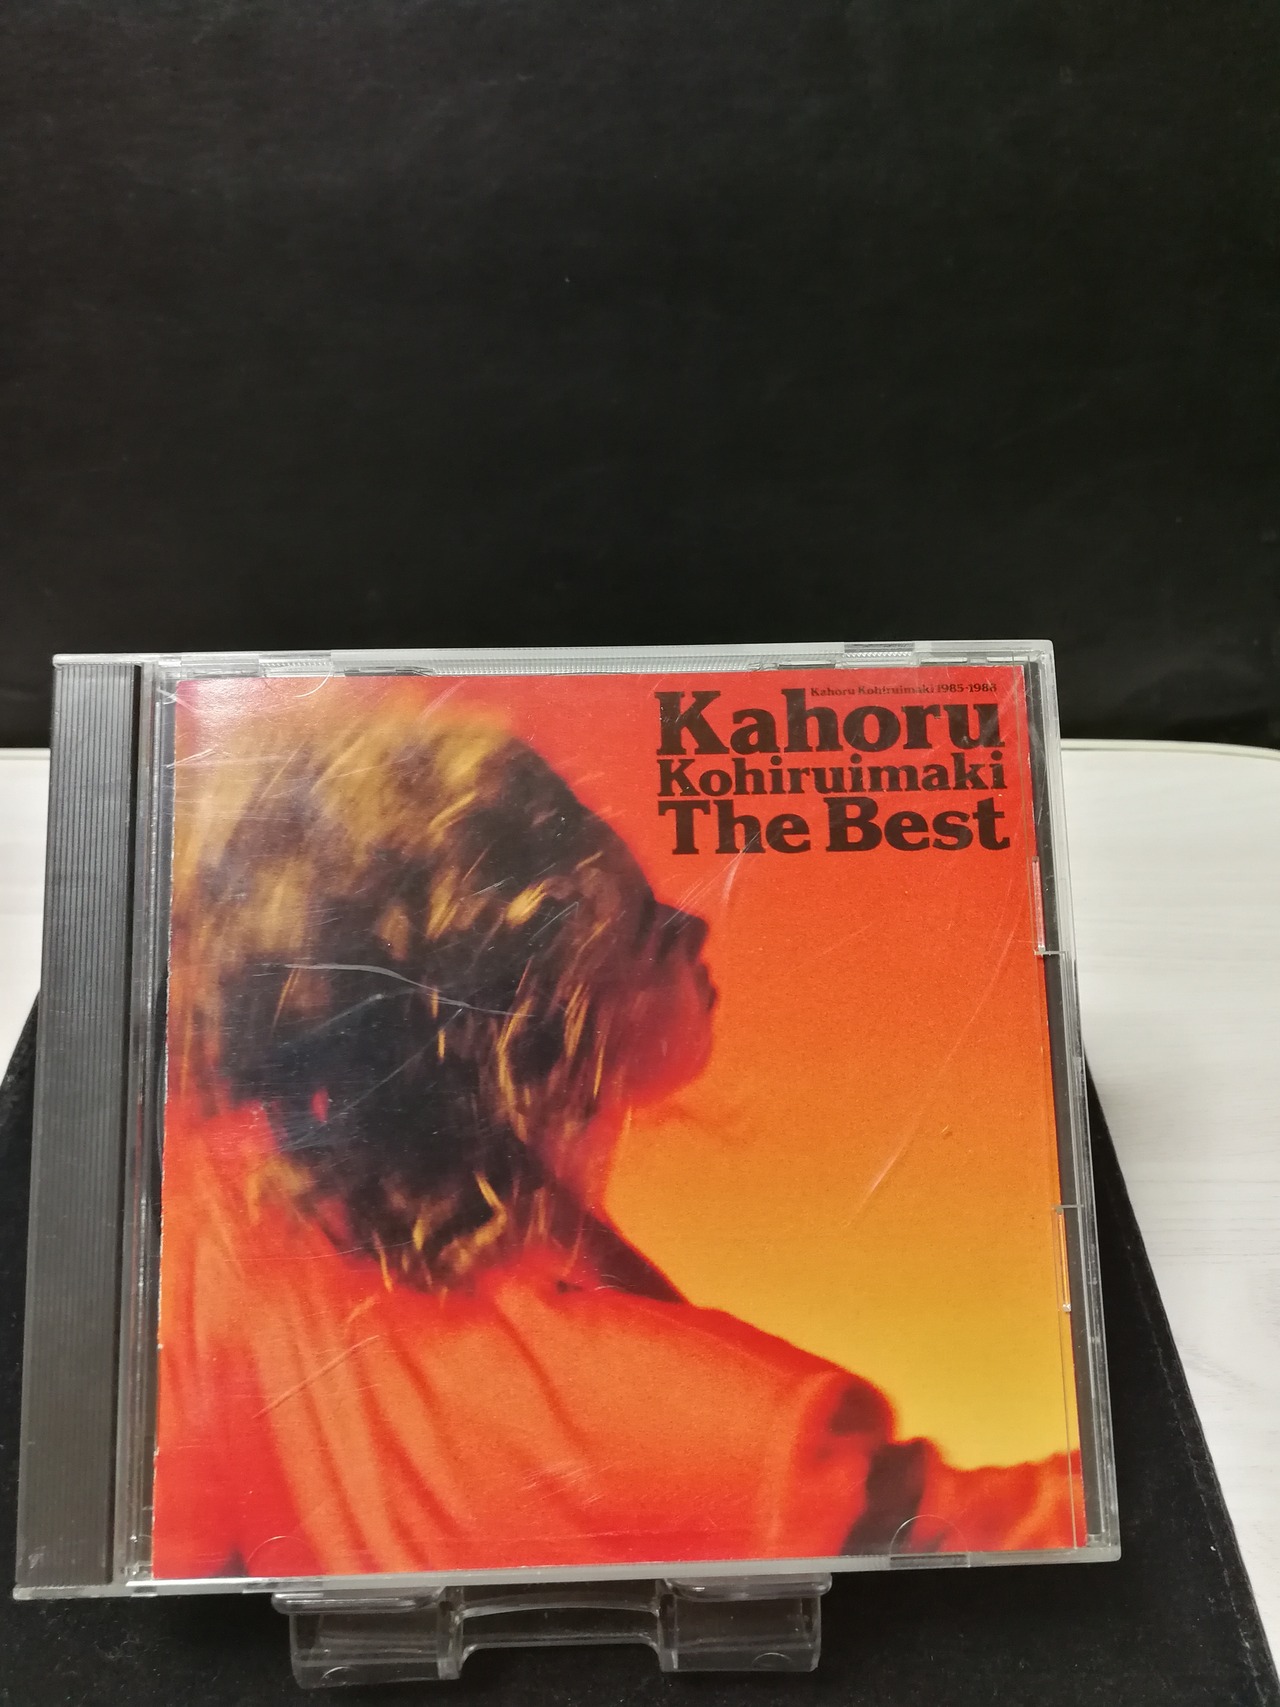 Kahoru Kohiruimaki 1985-1988
Kahoru
Kohiruimaki
The Best